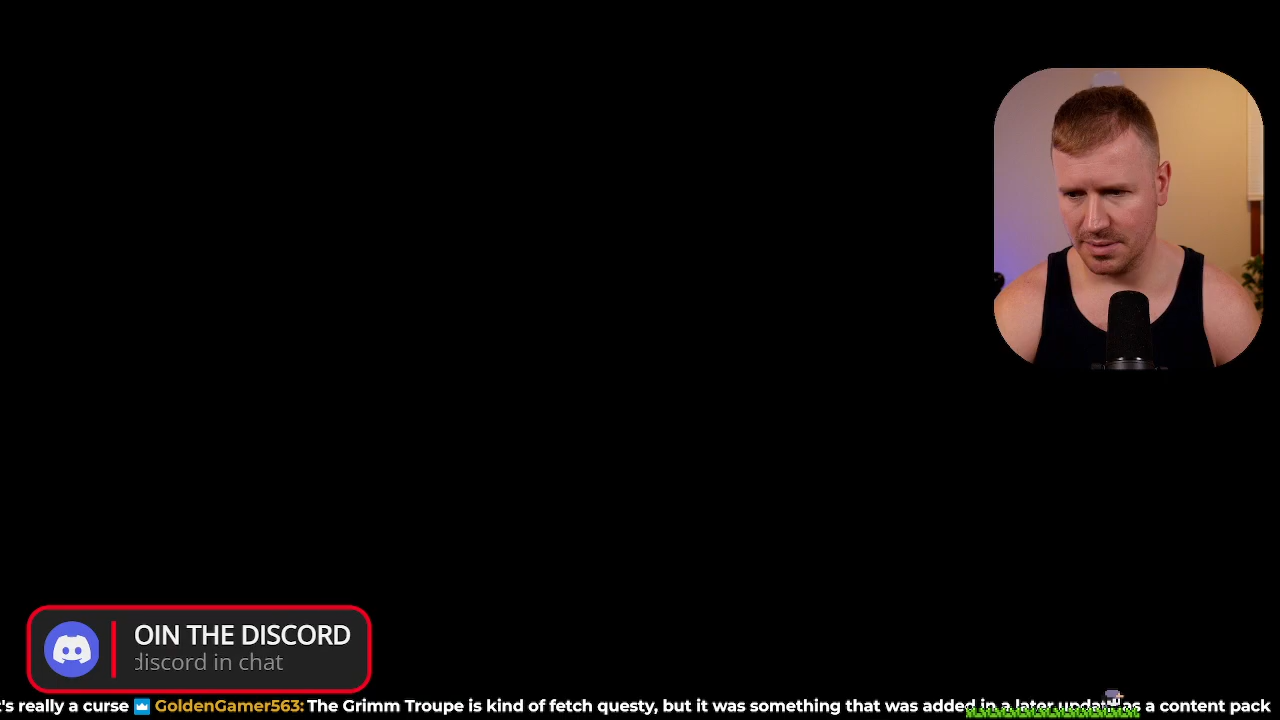 OIN THE DISCORD
discord in chat
's really a curse GoldenGamer563: The Grimm Troupe is kind of fetch questy, but it was something that was added in a later update a content pack